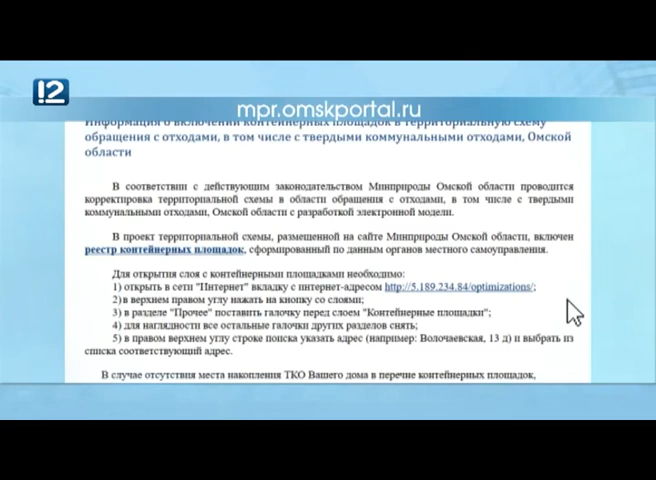 12
mpr.omskportal.ru
Информация о включении контейнерных площадок в территориальную схему
обращения с отходами, в том числе с твердыми коммунальными отходами, Омской
области
В соответствии с действующим законодательством Минприроды Омской области проводится
корректировка территориальной схемы в области обращения с отходами, в том числе с твердыми
коммунальными отходами, Омской области с разработкой электронной модели.
В проект территориальной схемы, размещенной на сайте Минприроды Омской области, включен
реестр контейнерных площадок, сформированный по данным органов местного самоуправления.
Для открытия слоя с контейнерными площадками необходимо:
1) открыть в сети "Интернет" вкладку с интернет-адресом http://5.189.234.84/optimizations/;
2) в верхнем правом углу нажать на кнопку со слоями;
3) в разделе "Прочее" поставить галочку перед слоем "Контейнерные площадки";
4) для наглядности все остальные галочки других разделов снять;
5) в правом верхнем углу строке поиска указать адрес (например: Волочаевская, 13 д) и выбрать из
списка соответствующий адрес.
В случае отсутствия места накопления ТКО Вашего дома в перечне контейнерных площадок,